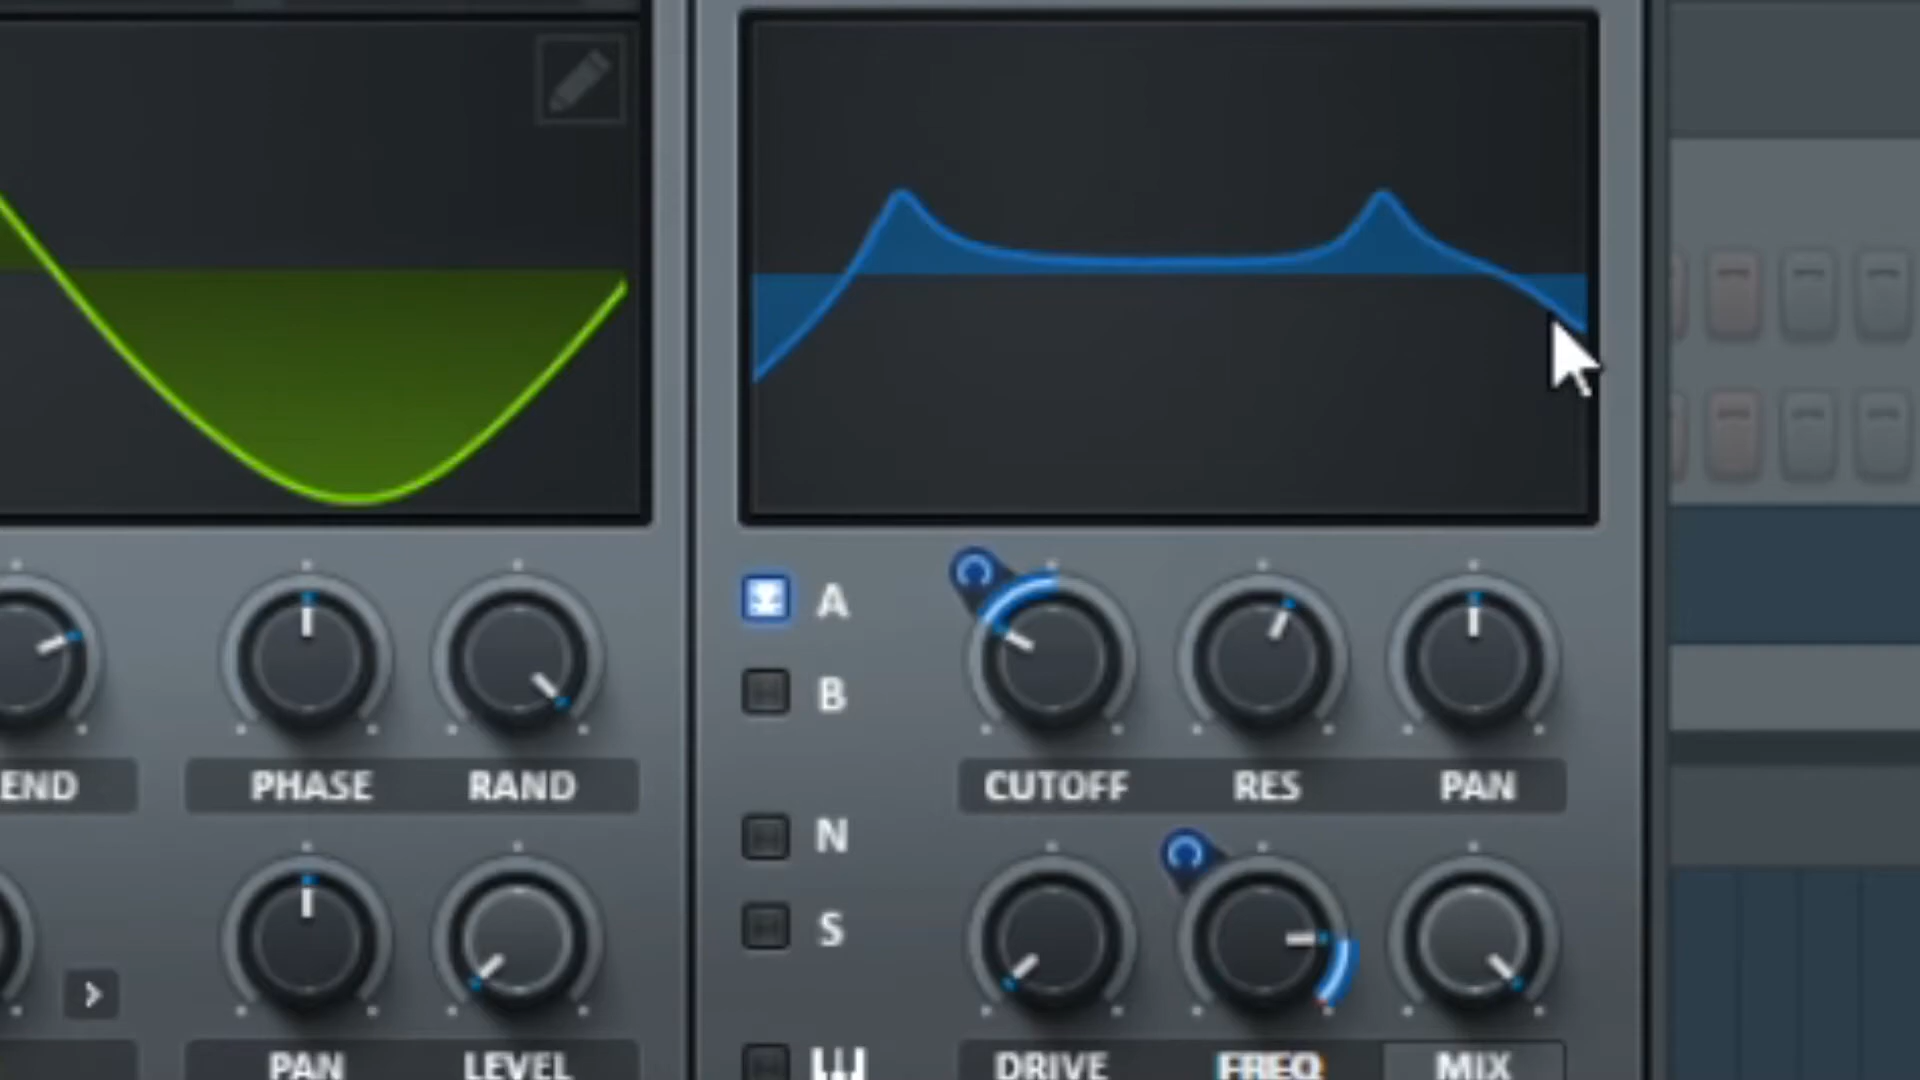 A
B
END
PHASE
RAND
CUTOFF
RES
PAN
N
S
PAN
LEVEL
DRIVE
FREQ
MIX